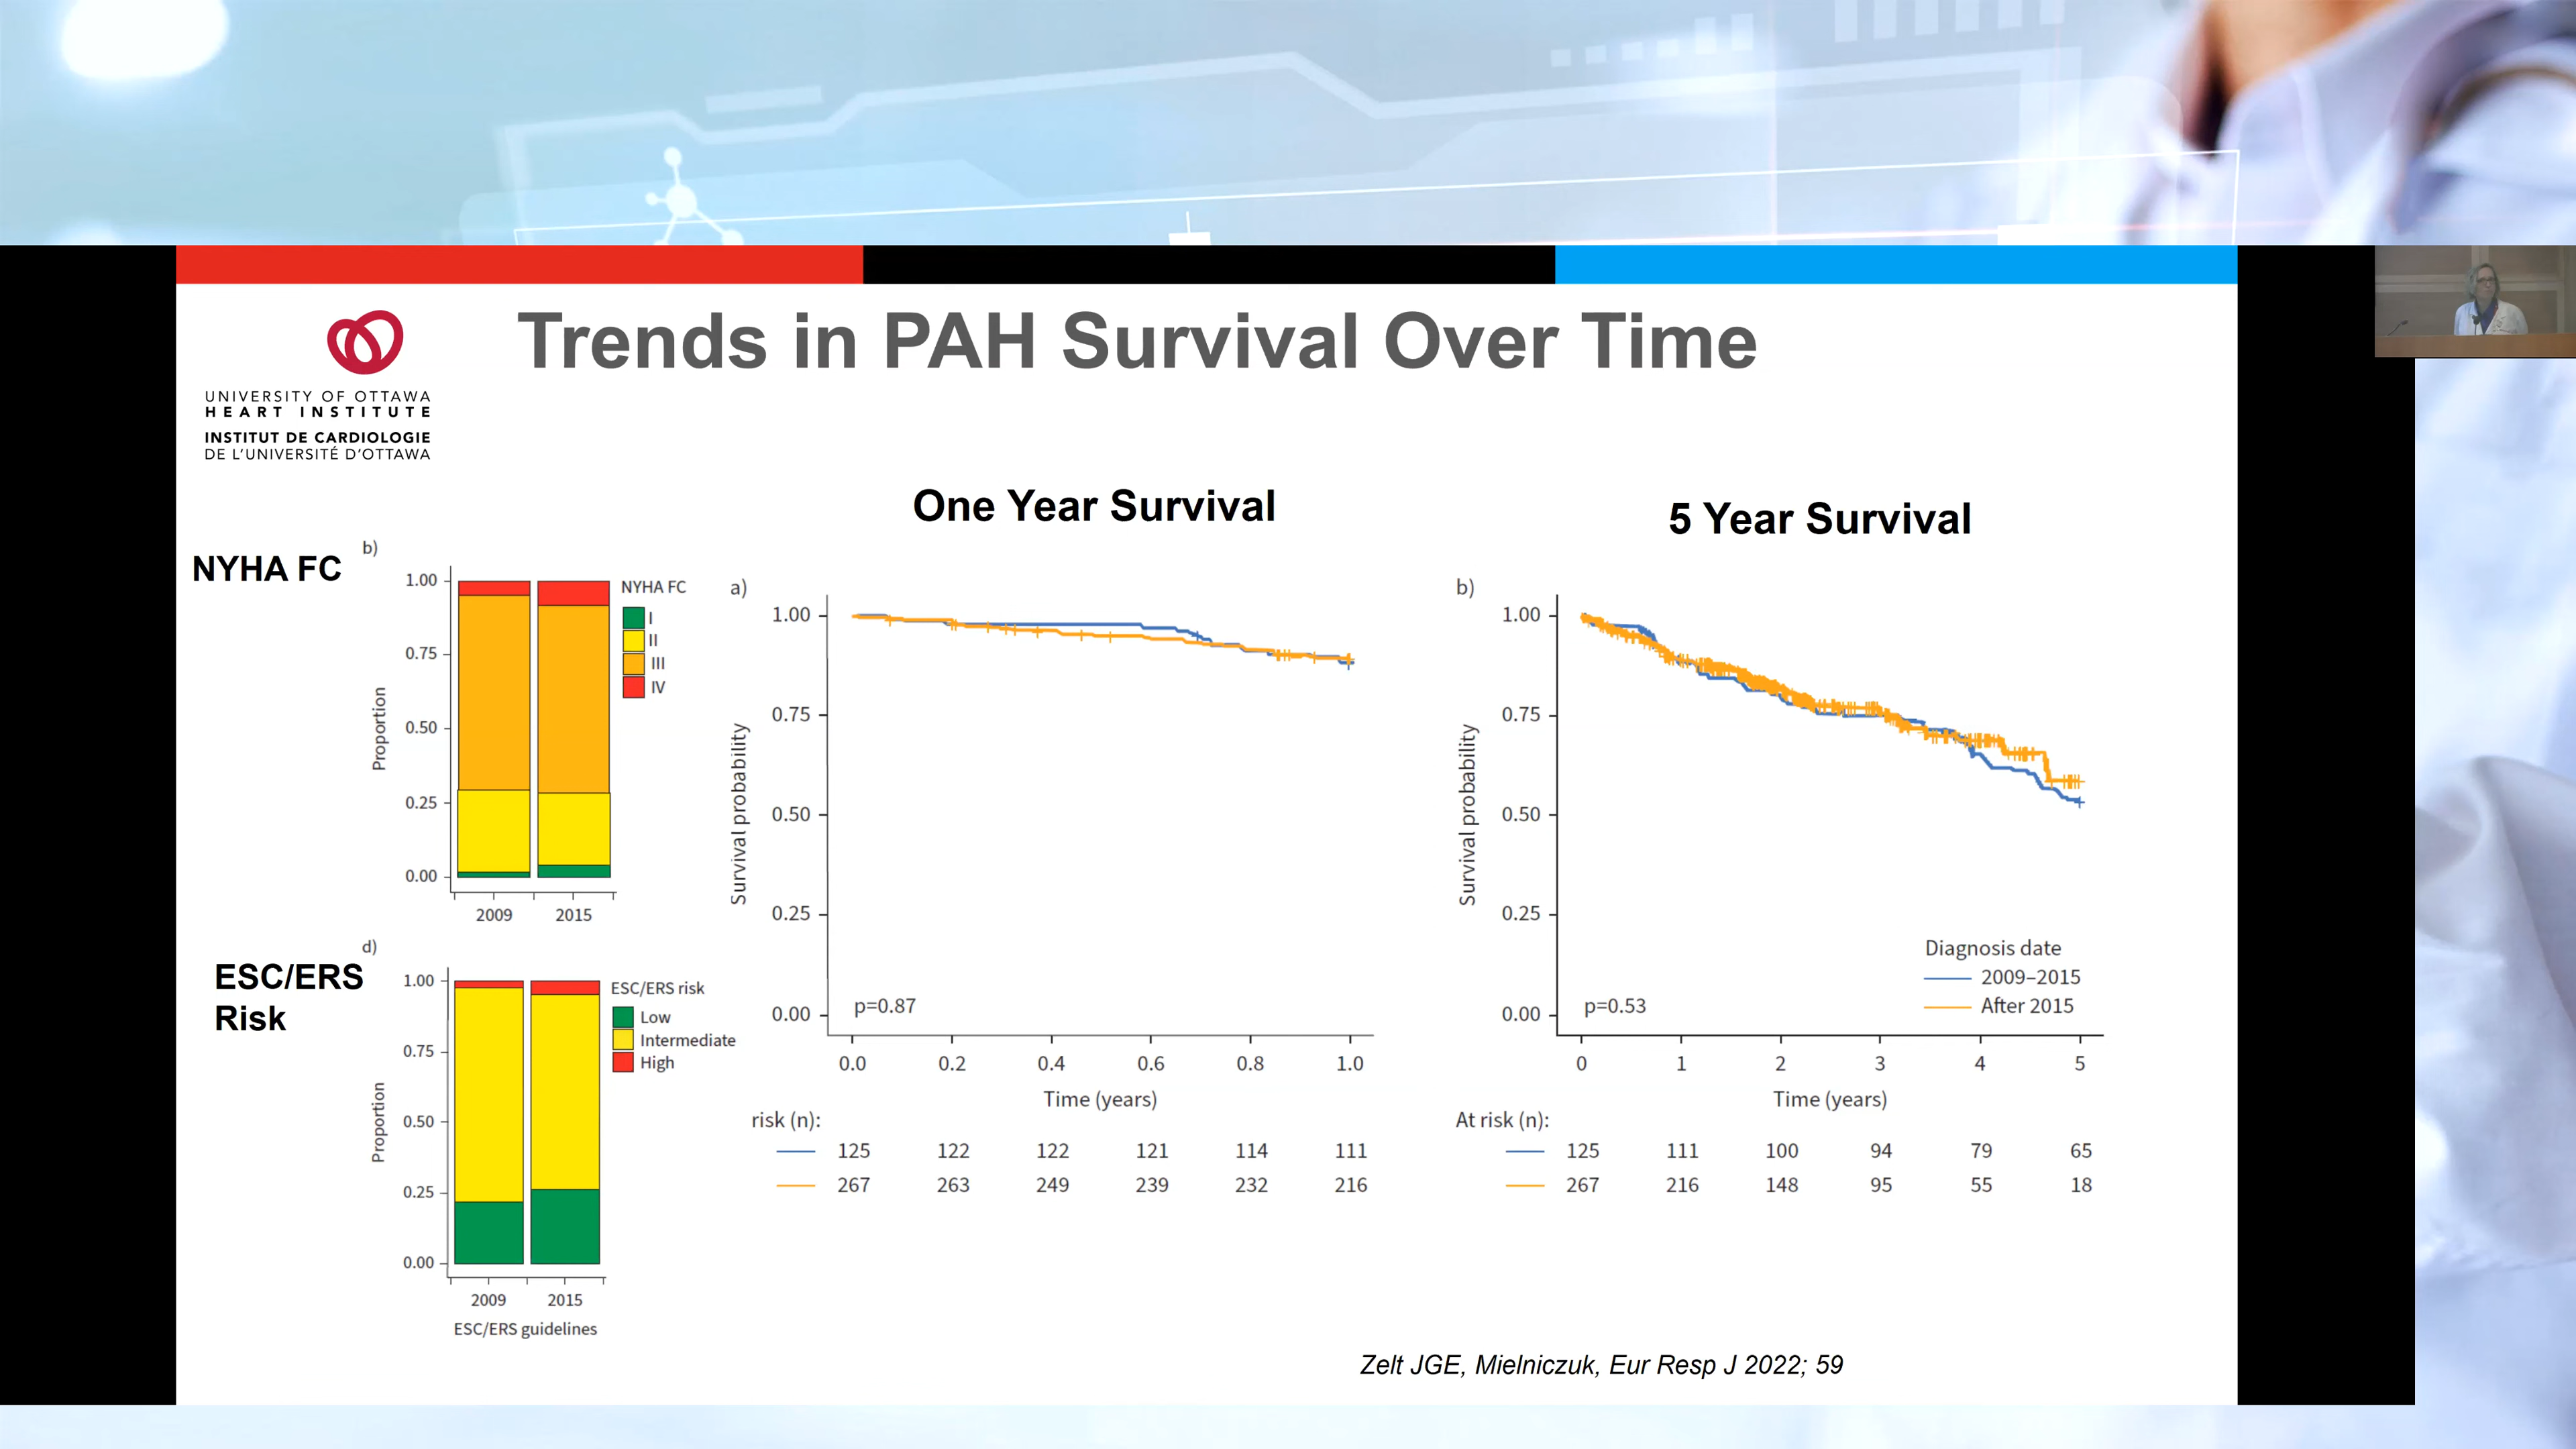 Trends in PAH Survival Over Time
UNIVERSITY OF OTTAWA
HEART INSTITUTE
INSTITUT DE CARDIOLOGIE
DE L'UNIVERSITÉ D'OTTAWA
NYHA FC
b)
1.00
0.75
0.50
0.25
0.00
Proportion
2009 2015
NYHA FC
I
II
III
IV
ESC/ERS
Risk
d)
1.00
0.75
0.50
0.25
0.00
Proportion
2009 2015
ESC/ERS guidelines
ESC/ERS risk
Low
Intermediate
High
One Year Survival
a)
1.00
0.75
0.50
0.25
0.00
Survival probability
p=0.87
0.0 0.2 0.4 0.6 0.8 1.0
Time (years)
risk (n):
125 122 122 121 114 111
267 263 249 239 232 216
5 Year Survival
b)
1.00
0.75
0.50
0.25
0.00
Survival probability
p=0.53
Diagnosis date
2009–2015
After 2015
0 1 2 3 4 5
Time (years)
At risk (n):
125 111 100 94 79 65
267 216 148 95 55 18
Zelt JGE, Mielniczuk, Eur Resp J 2022; 59